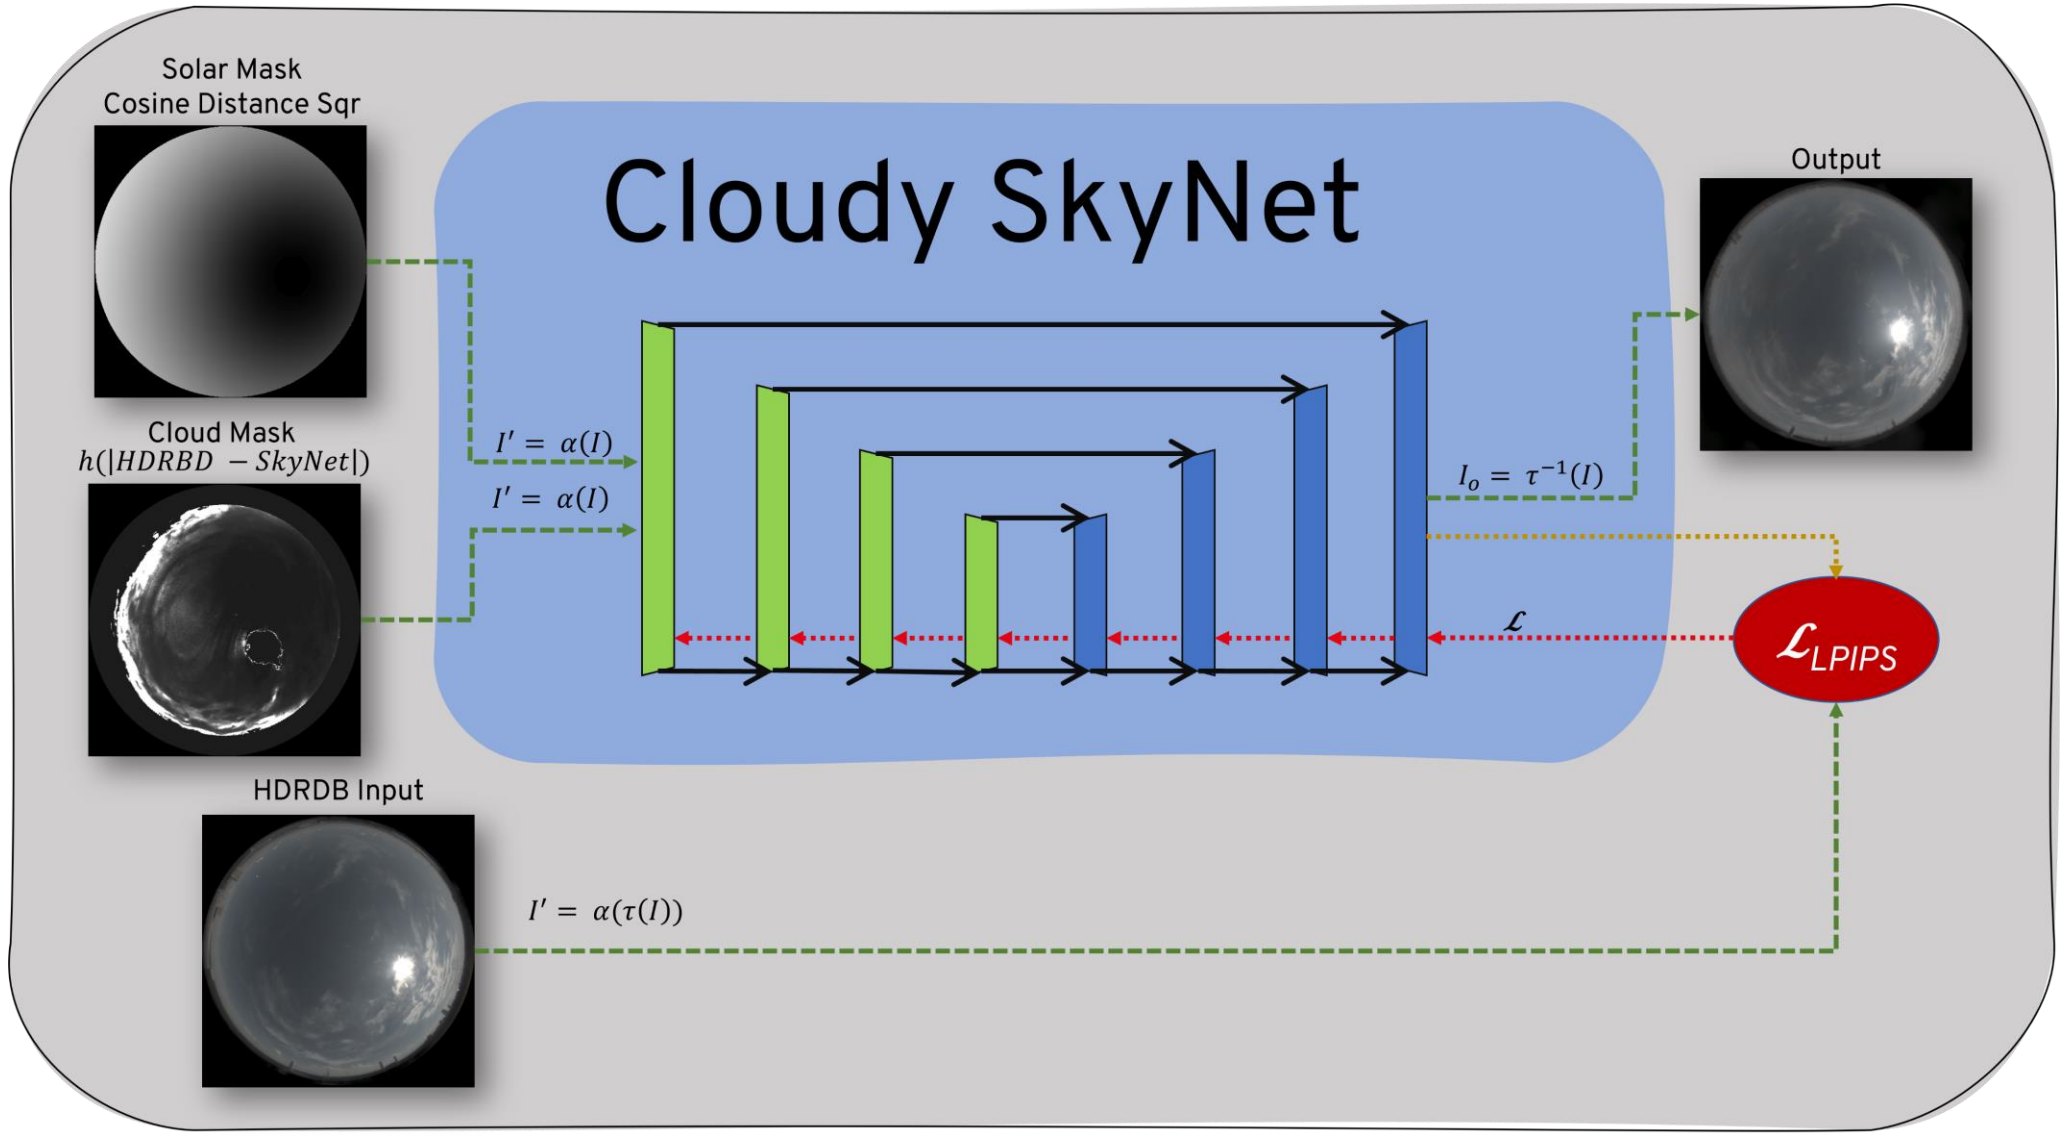 Solar Mask
Cosine Distance Sqr
Cloudy SkyNet
Output
Cloud Mask
h(|HDRBD − SkyNet|)
I′ = α(I)
I′ = α(I)
I_o = τ⁻¹(I)
ℒ
ℒ_LPIPS
HDRDB Input
I′ = α(τ(I))